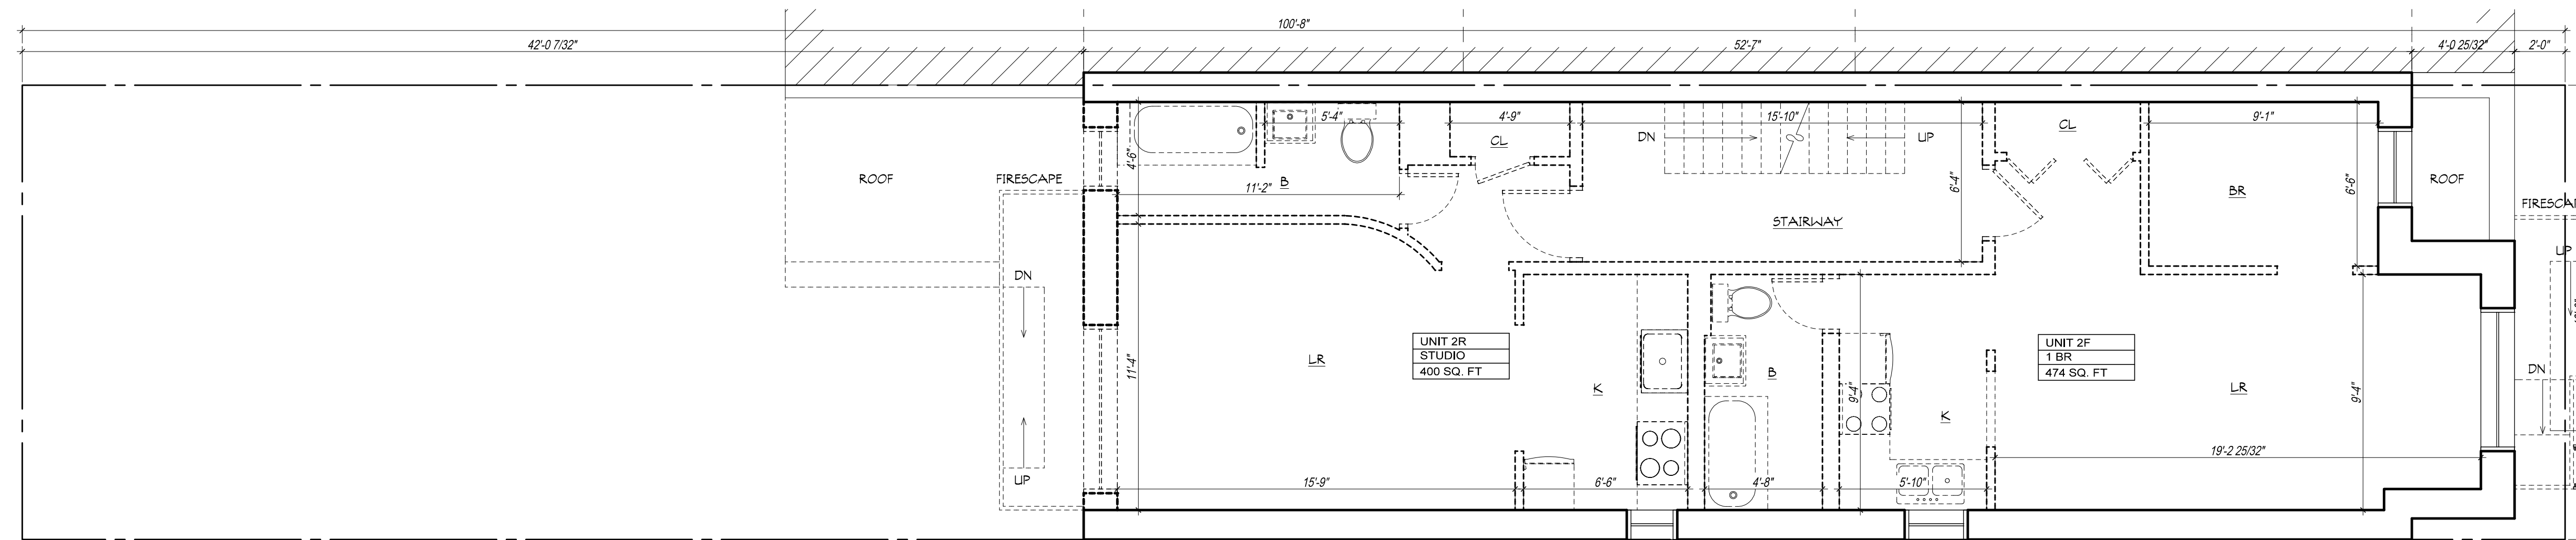 100'-8"
42'-0 7/32"
52'-7"
4'-0 25/32"
2'-0"
5'-4"
4'-9"
15'-10"
9'-1"
CL
CL
DN
UP
4'-6"
ROOF
FIRESCAPE
11'-2"
B
6'-4"
BR
6'-6"
ROOF
FIRESCAP
STAIRWAY
UP
DN
UNIT 2R
STUDIO
400 SQ. FT
UNIT 2F
1 BR
474 SQ. FT
LR
11'-4"
K
B
9'-4"
K
LR
9'-4"
DN
19'-2 25/32"
UP
15'-9"
6'-6"
4'-8"
5'-10"